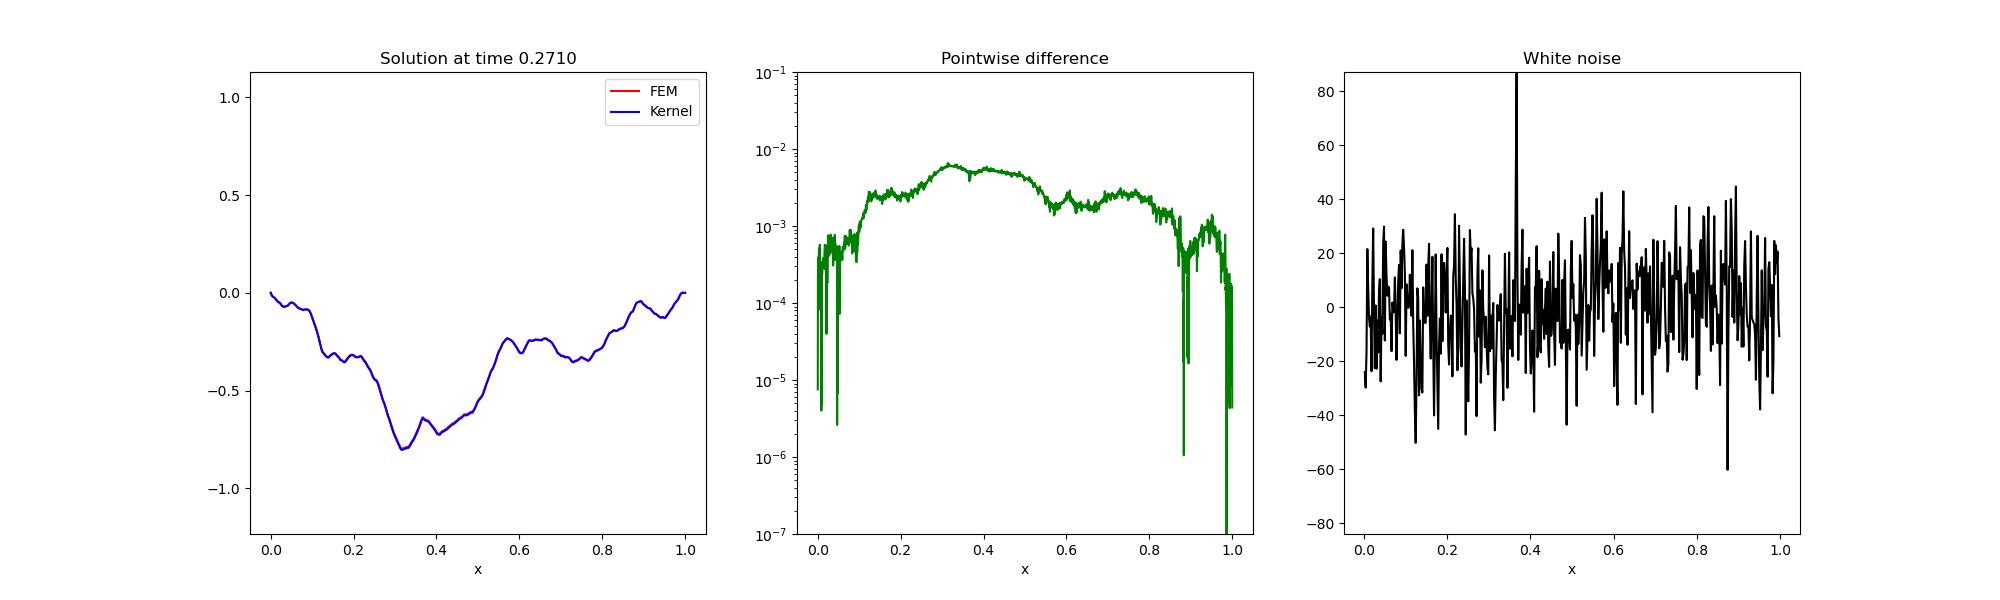 Solution at time 0.2710
1.0
0.5
0.0
−0.5
−1.0
FEM
Kernel
0.0 0.2 0.4 0.6 0.8 1.0
x
Pointwise difference
10⁻¹
10⁻²
10⁻³
10⁻⁴
10⁻⁵
10⁻⁶
10⁻⁷
0.0 0.2 0.4 0.6 0.8 1.0
x
White noise
80
60
40
20
0
−20
−40
−60
−80
0.0 0.2 0.4 0.6 0.8 1.0
x